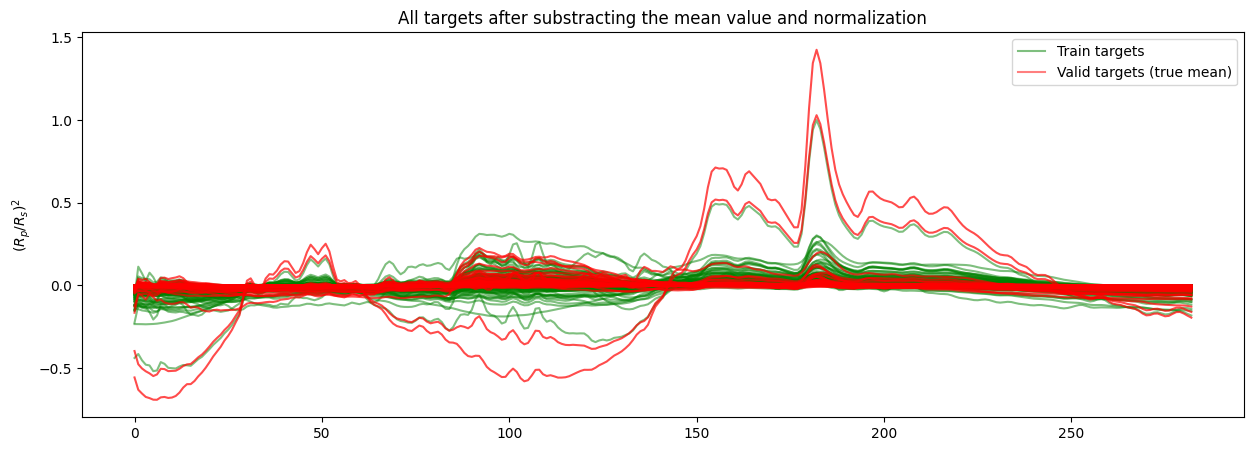 All targets after substracting the mean value and normalization
1.5
1.0
0.5
0.0
−0.5
(R_p/R_s)^2
Train targets
Valid targets (true mean)
0 50 100 150 200 250